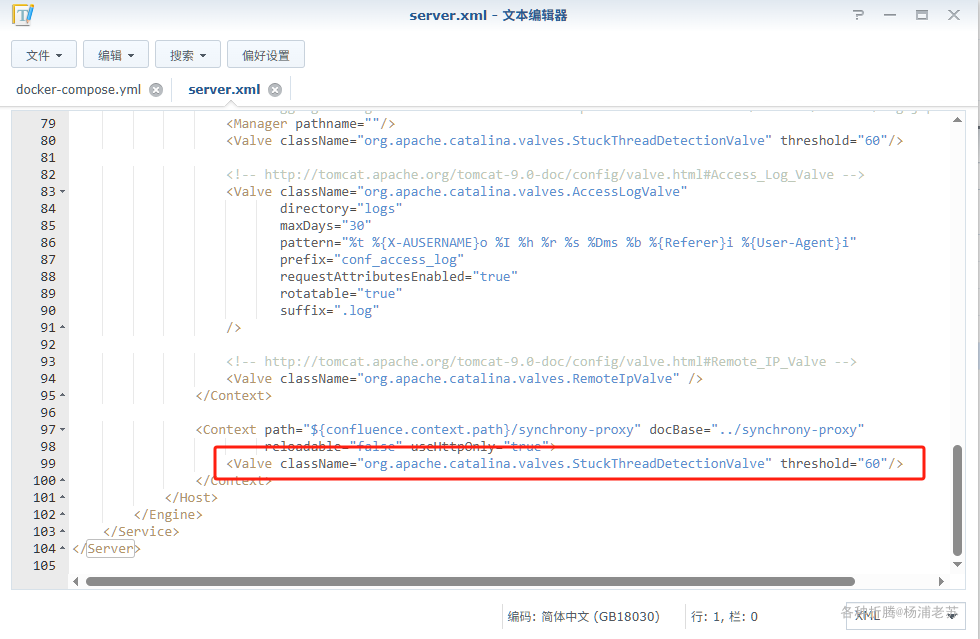 server.xml - 文本编辑器
文件 编辑 搜索 偏好设置
docker-compose.yml server.xml
79 <Manager pathname=""/>
80 <Valve className="org.apache.catalina.valves.StuckThreadDetectionValve" threshold="60"/>
81
82 <!-- http://tomcat.apache.org/tomcat-9.0-doc/config/valve.html#Access_Log_Valve -->
83 <Valve className="org.apache.catalina.valves.AccessLogValve"
84 directory="logs"
85 maxDays="30"
86 pattern="%t %{X-AUSERNAME}o %I %h %r %s %Dms %b %{Referer}i %{User-Agent}i"
87 prefix="conf_access_log"
88 requestAttributesEnabled="true"
89 rotatable="true"
90 suffix=".log"
91 />
92
93 <!-- http://tomcat.apache.org/tomcat-9.0-doc/config/valve.html#Remote_IP_Valve -->
94 <Valve className="org.apache.catalina.valves.RemoteIpValve" />
95 </Context>
96
97 <Context path="${confluence.context.path}/synchrony-proxy" docBase="../synchrony-proxy"
98 reloadable="false" useHttpOnly="true">
99 <Valve className="org.apache.catalina.valves.StuckThreadDetectionValve" threshold="60"/>
100 </Context>
101 </Host>
102 </Engine>
103 </Service>
104 </Server>
105
编码: 简体中文 (GB18030) 行: 1, 栏: 0 XML
各种折腾@杨浦老苏